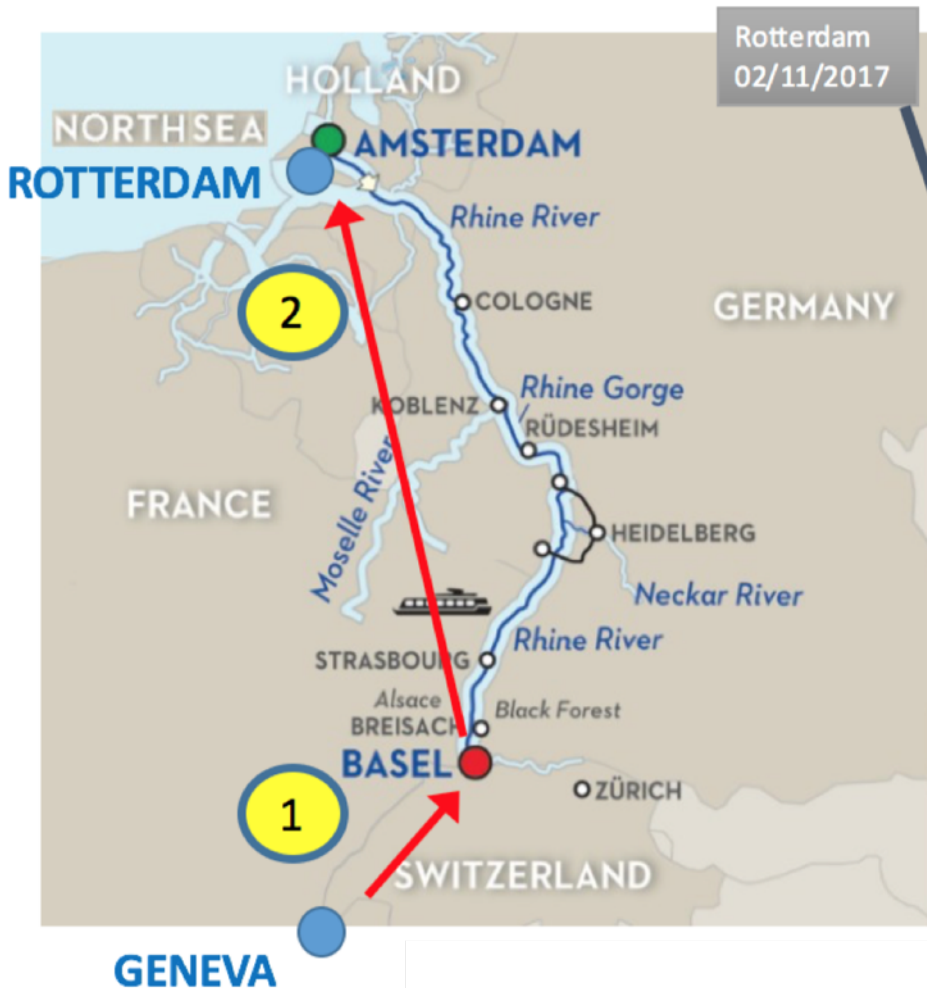 Rotterdam
02/11/2017
HOLLAND
NORTHSEA
AMSTERDAM
ROTTERDAM
Rhine River
2
COLOGNE
GERMANY
Rhine Gorge
KOBLENZ
RÜDESHEIM
FRANCE
Moselle River
HEIDELBERG
Neckar River
Rhine River
STRASBOURG
Alsace
Black Forest
BREISACH
BASEL
ZÜRICH
1
SWITZERLAND
GENEVA